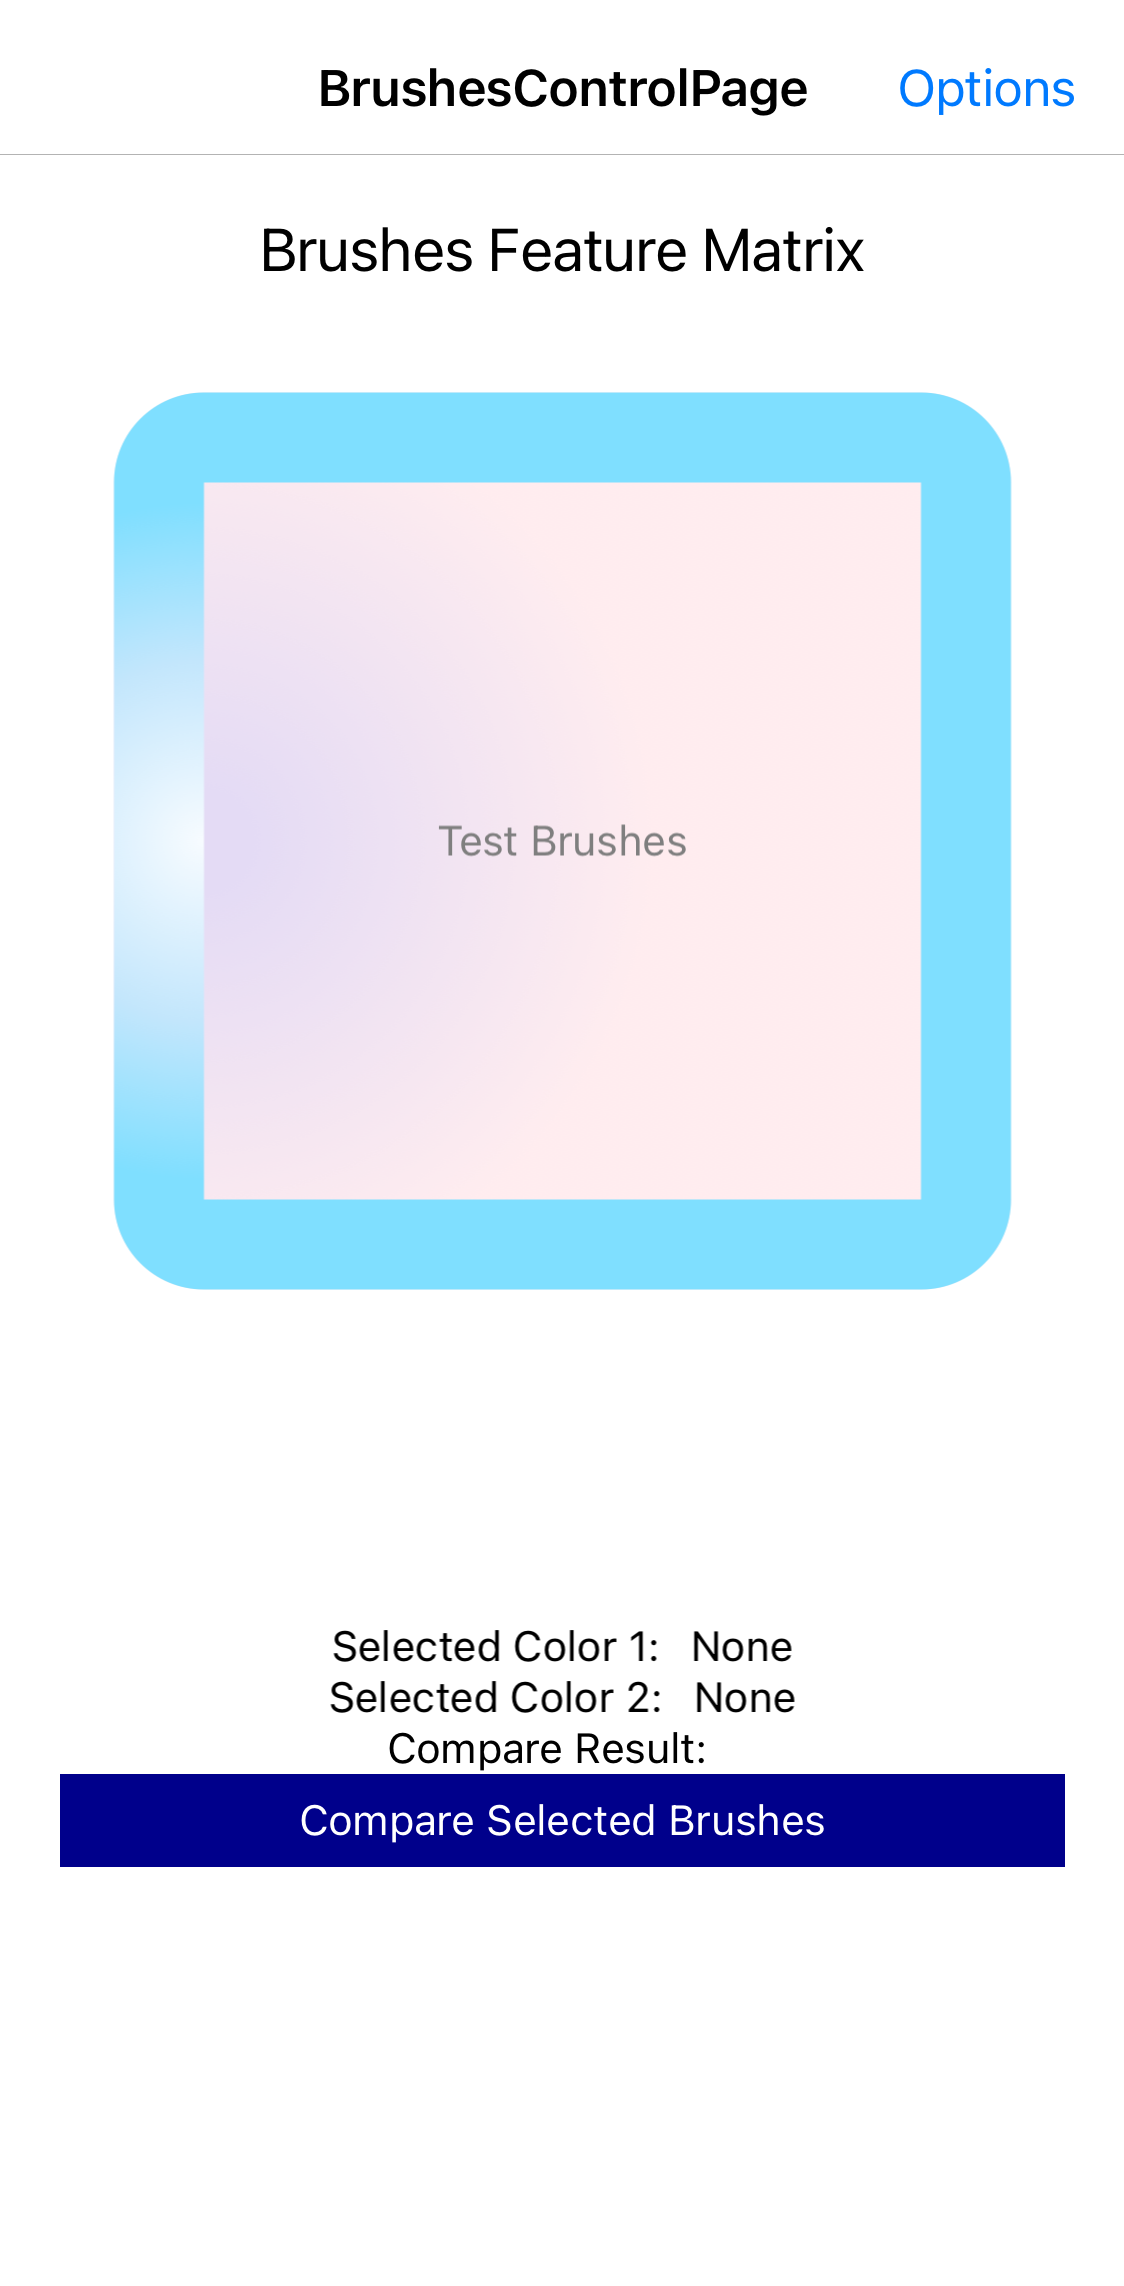 BrushesControlPage Options
Brushes Feature Matrix
Test Brushes
Selected Color 1: None
Selected Color 2: None
Compare Result:
Compare Selected Brushes